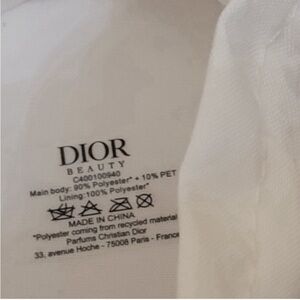 DIOR
BEAUTY
C400100940
Main body: 90% Polyester* + 10% PET
Lining: 100% Polyester*
MADE IN CHINA
*Polyester coming from recycled material
Parfums Christian Dior
33, avenue Hoche - 75008 Paris - France